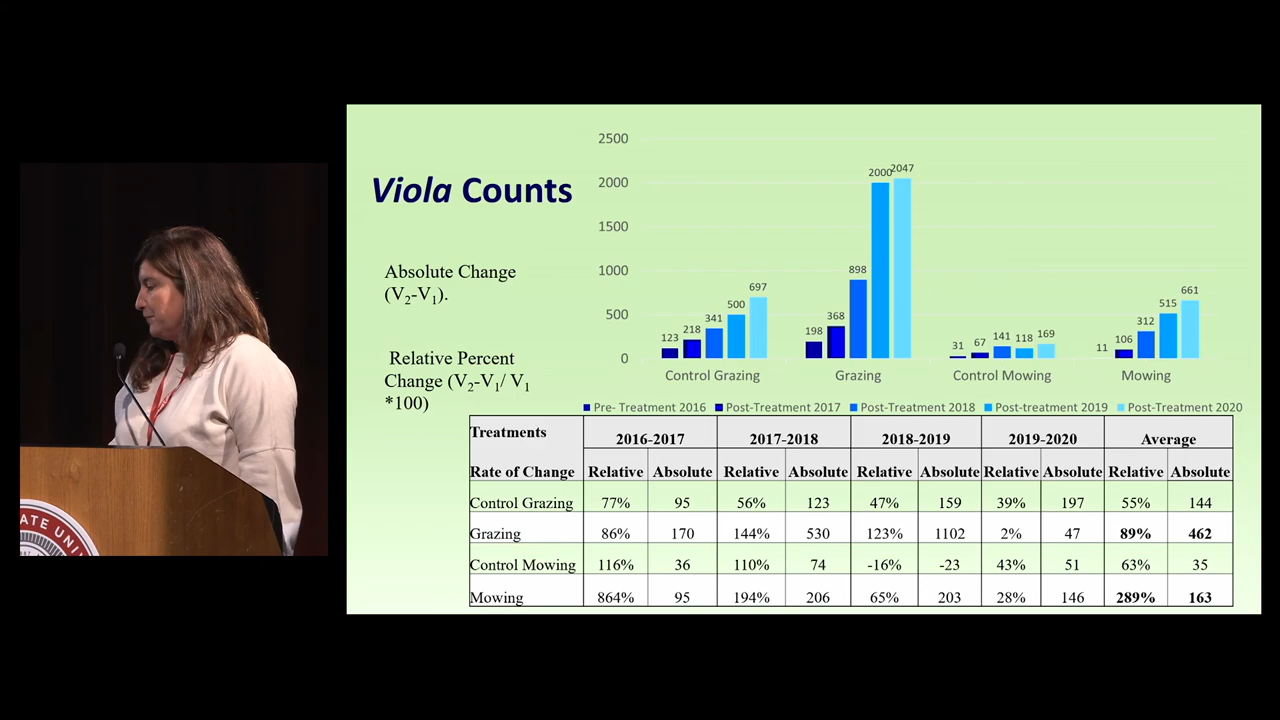 Viola Counts
Absolute Change
(V2-V1).
Relative Percent
Change (V2-V1/ V1
*100)
2500
2000
1500
1000
500
0
123 218 341 500 697
198 368 898 2000 2047
31 67 141 118 169
11 106 312 515 661
Control Grazing Grazing Control Mowing Mowing
Pre- Treatment 2016 Post-Treatment 2017 Post-Treatment 2018 Post-treatment 2019 Post-Treatment 2020
Treatments 2016-2017 2017-2018 2018-2019 2019-2020 Average
Rate of Change Relative Absolute Relative Absolute Relative Absolute Relative Absolute Relative Absolute
Control Grazing 77% 95 56% 123 47% 159 39% 197 55% 144
Grazing 86% 170 144% 530 123% 1102 2% 47 89% 462
Control Mowing 116% 36 110% 74 -16% -23 43% 51 63% 35
Mowing 864% 95 194% 206 65% 203 28% 146 289% 163
ATE UNI